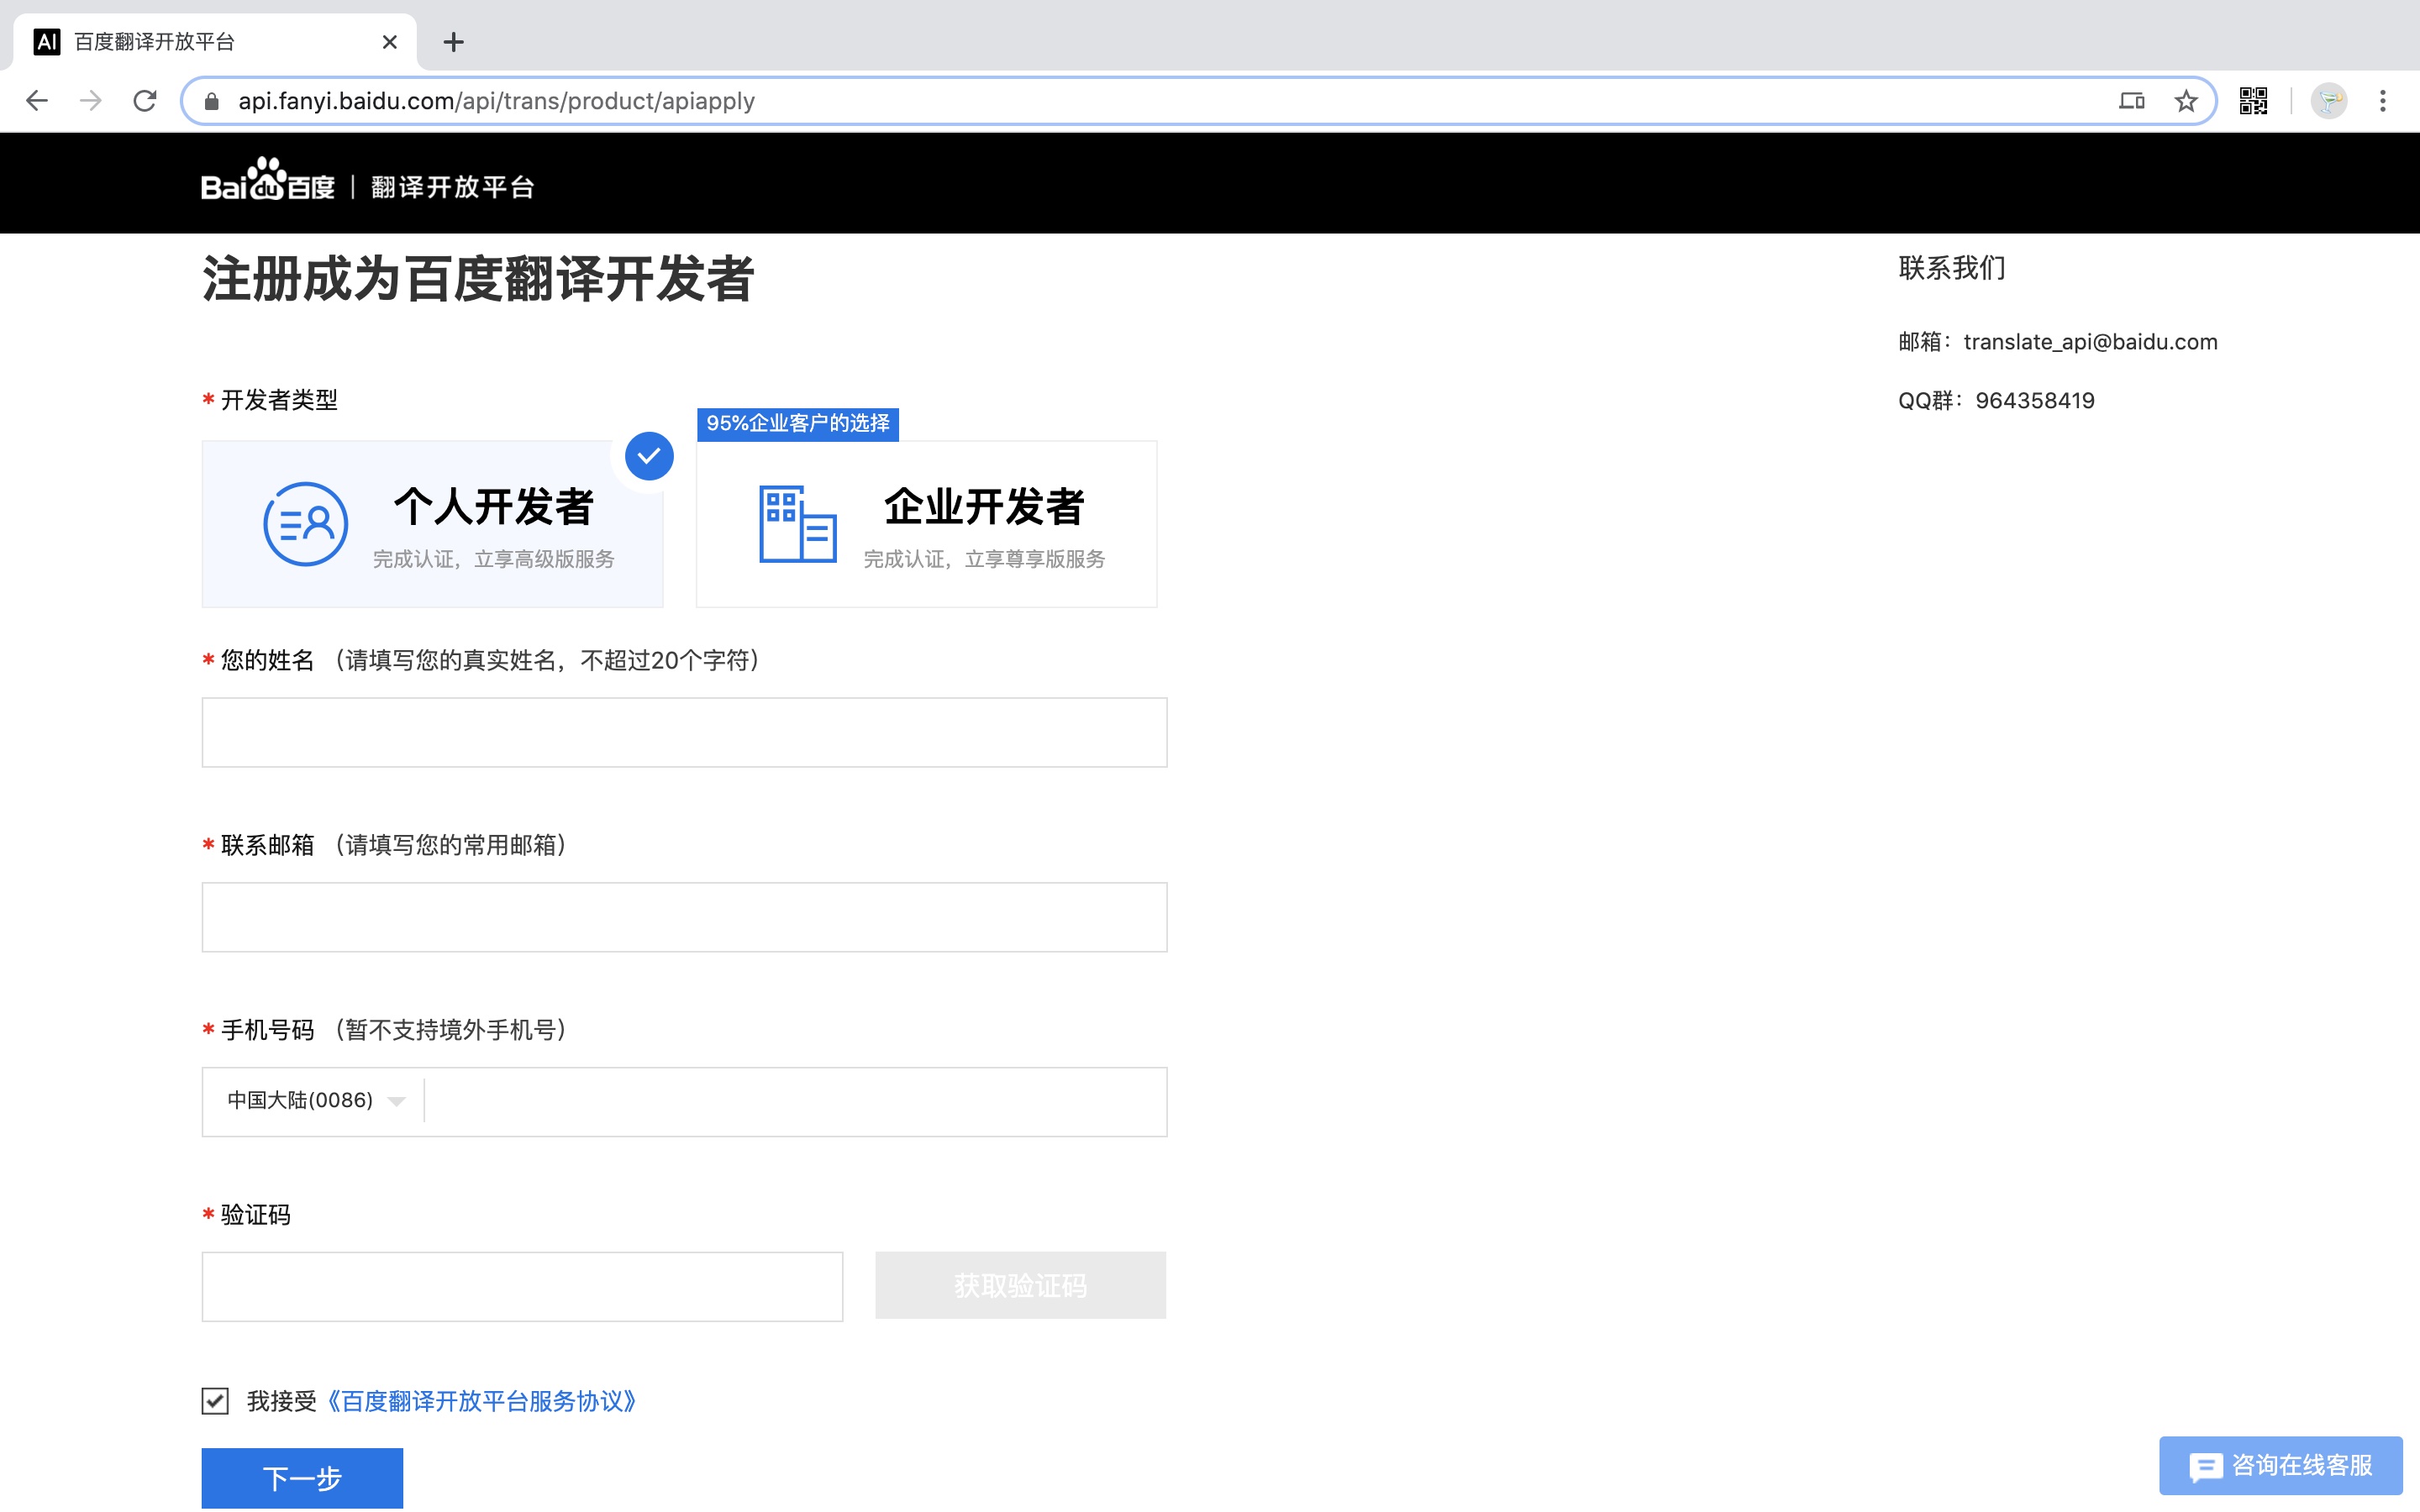 AI 百度翻译开放平台
api.fanyi.baidu.com/api/trans/product/apiapply
Baidu百度 | 翻译开放平台
注册成为百度翻译开发者
* 开发者类型
个人开发者
完成认证，立享高级版服务
95%企业客户的选择
企业开发者
完成认证，立享尊享版服务
* 您的姓名 （请填写您的真实姓名，不超过20个字符）
* 联系邮箱 （请填写您的常用邮箱）
* 手机号码 （暂不支持境外手机号）
中国大陆(0086)
* 验证码
获取验证码
我接受《百度翻译开放平台服务协议》
下一步
联系我们
邮箱：translate_api@baidu.com
QQ群：964358419
咨询在线客服